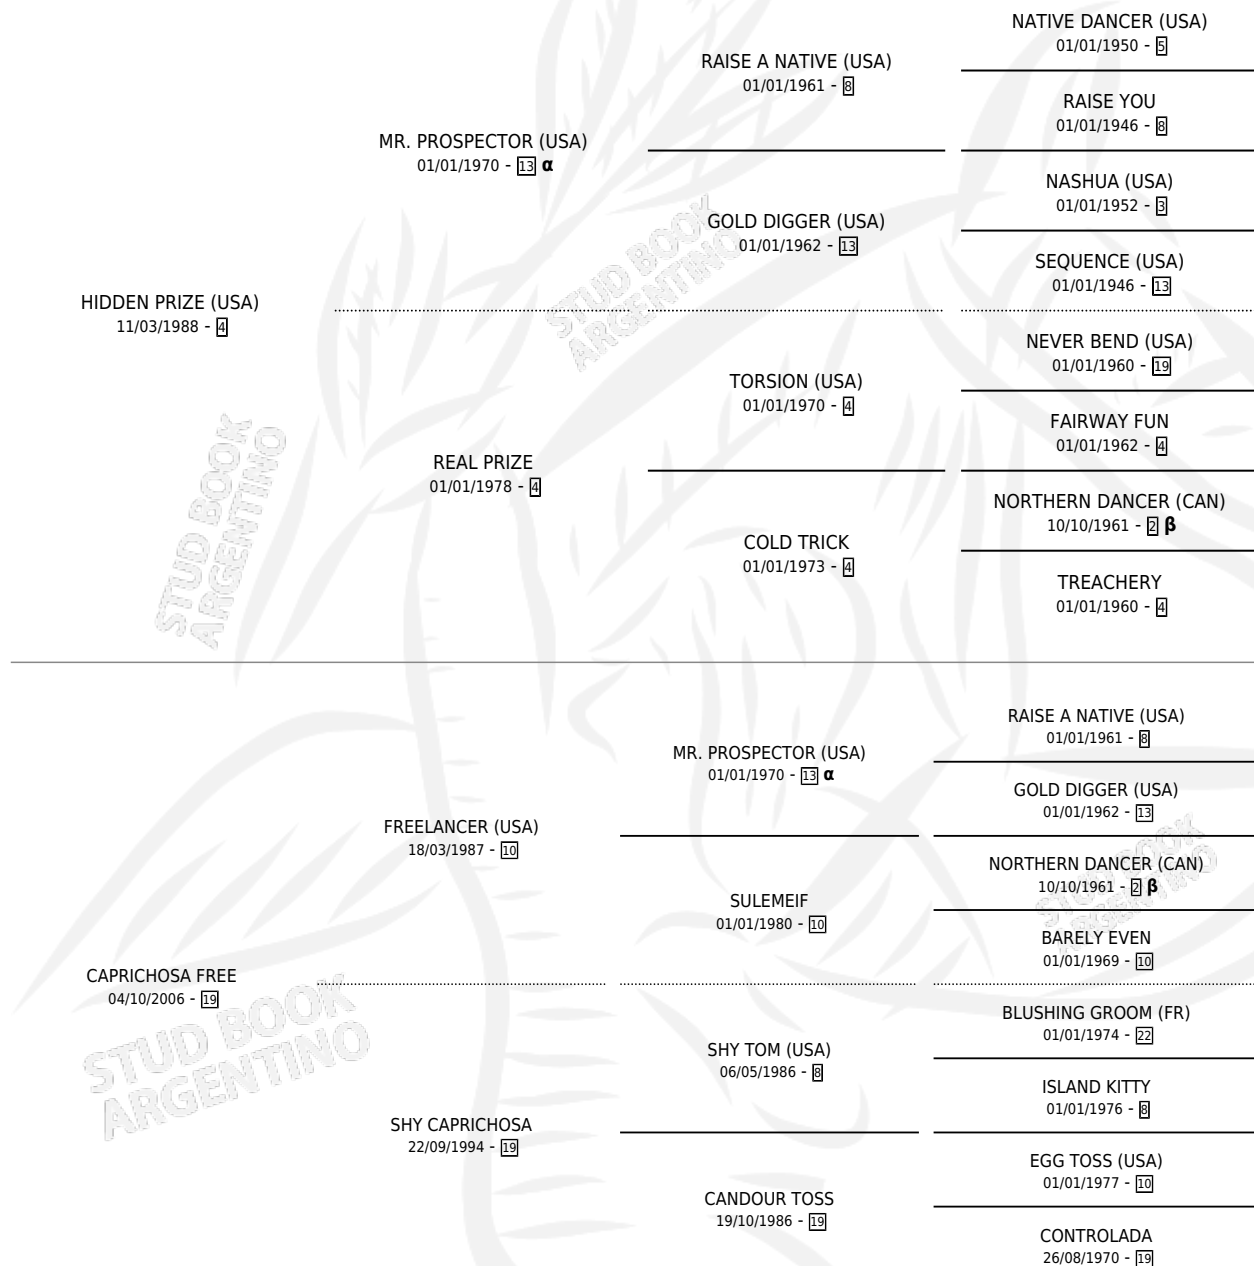 NATIVE DANCER (USA)
01/01/1950 - 5
RAISE A NATIVE (USA)
01/01/1961 - 8
RAISE YOU
01/01/1946 - 8
MR. PROSPECTOR (USA)
01/01/1970 - 13 α
NASHUA (USA)
01/01/1952 - 3
GOLD DIGGER (USA)
01/01/1962 - 13
SEQUENCE (USA)
01/01/1946 - 13
HIDDEN PRIZE (USA)
11/03/1988 - 4
NEVER BEND (USA)
01/01/1960 - 19
TORSION (USA)
01/01/1970 - 4
FAIRWAY FUN
01/01/1962 - 4
REAL PRIZE
01/01/1978 - 4
NORTHERN DANCER (CAN)
10/10/1961 - 2 β
COLD TRICK
01/01/1973 - 4
TREACHERY
01/01/1960 - 4
RAISE A NATIVE (USA)
01/01/1961 - 8
MR. PROSPECTOR (USA)
01/01/1970 - 13 α
GOLD DIGGER (USA)
01/01/1962 - 13
FREELANCER (USA)
18/03/1987 - 10
NORTHERN DANCER (CAN)
10/10/1961 - 2 β
SULEMEIF
01/01/1980 - 10
BARELY EVEN
01/01/1969 - 10
CAPRICHOSA FREE
04/10/2006 - 19
BLUSHING GROOM (FR)
01/01/1974 - 22
SHY TOM (USA)
06/05/1986 - 8
ISLAND KITTY
01/01/1976 - 8
SHY CAPRICHOSA
22/09/1994 - 19
EGG TOSS (USA)
01/01/1977 - 10
CANDOUR TOSS
19/10/1986 - 19
CONTROLADA
26/08/1970 - 19
STUD BOOK
ARGENTINO
STUD BOOK
ARGENTINO
STUD BOOK
ARGENTINO
STUD BOOK
ARGENTINO